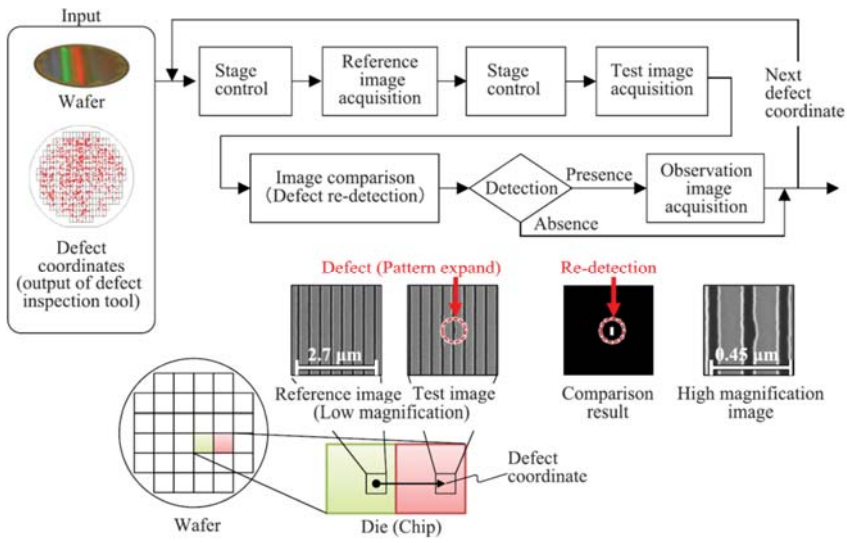 Input
Wafer
Defect
coordinates
(output of defect
inspection tool)
Stage
control
Reference
image
acquisition
Stage
control
Test image
acquisition
Next
defect
coordinate
Image comparison
(Defect re-detection)
Detection
Presence
Absence
Observation
image
acquisition
Defect (Pattern expand)
Re-detection
2.7 μm
0.45 μm
Reference image
Test image
(Low magnification)
Comparison
result
High magnification
image
Defect
coordinate
Wafer
Die (Chip)